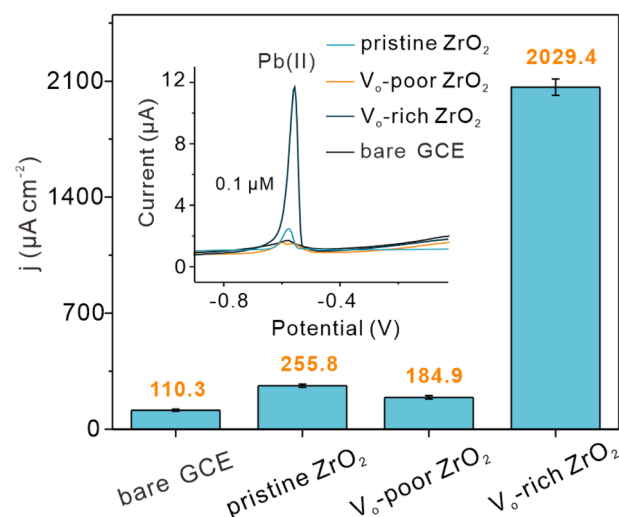 pristine ZrO₂
Vₒ-poor ZrO₂
Vₒ-rich ZrO₂
bare GCE
Pb(II)
0.1 μM
12
8
4
0
Current (μA)
-0.8
-0.4
Potential (V)
2100
1400
700
0
j (μA cm⁻²)
110.3
255.8
184.9
2029.4
bare GCE
pristine ZrO₂
Vₒ-poor ZrO₂
Vₒ-rich ZrO₂